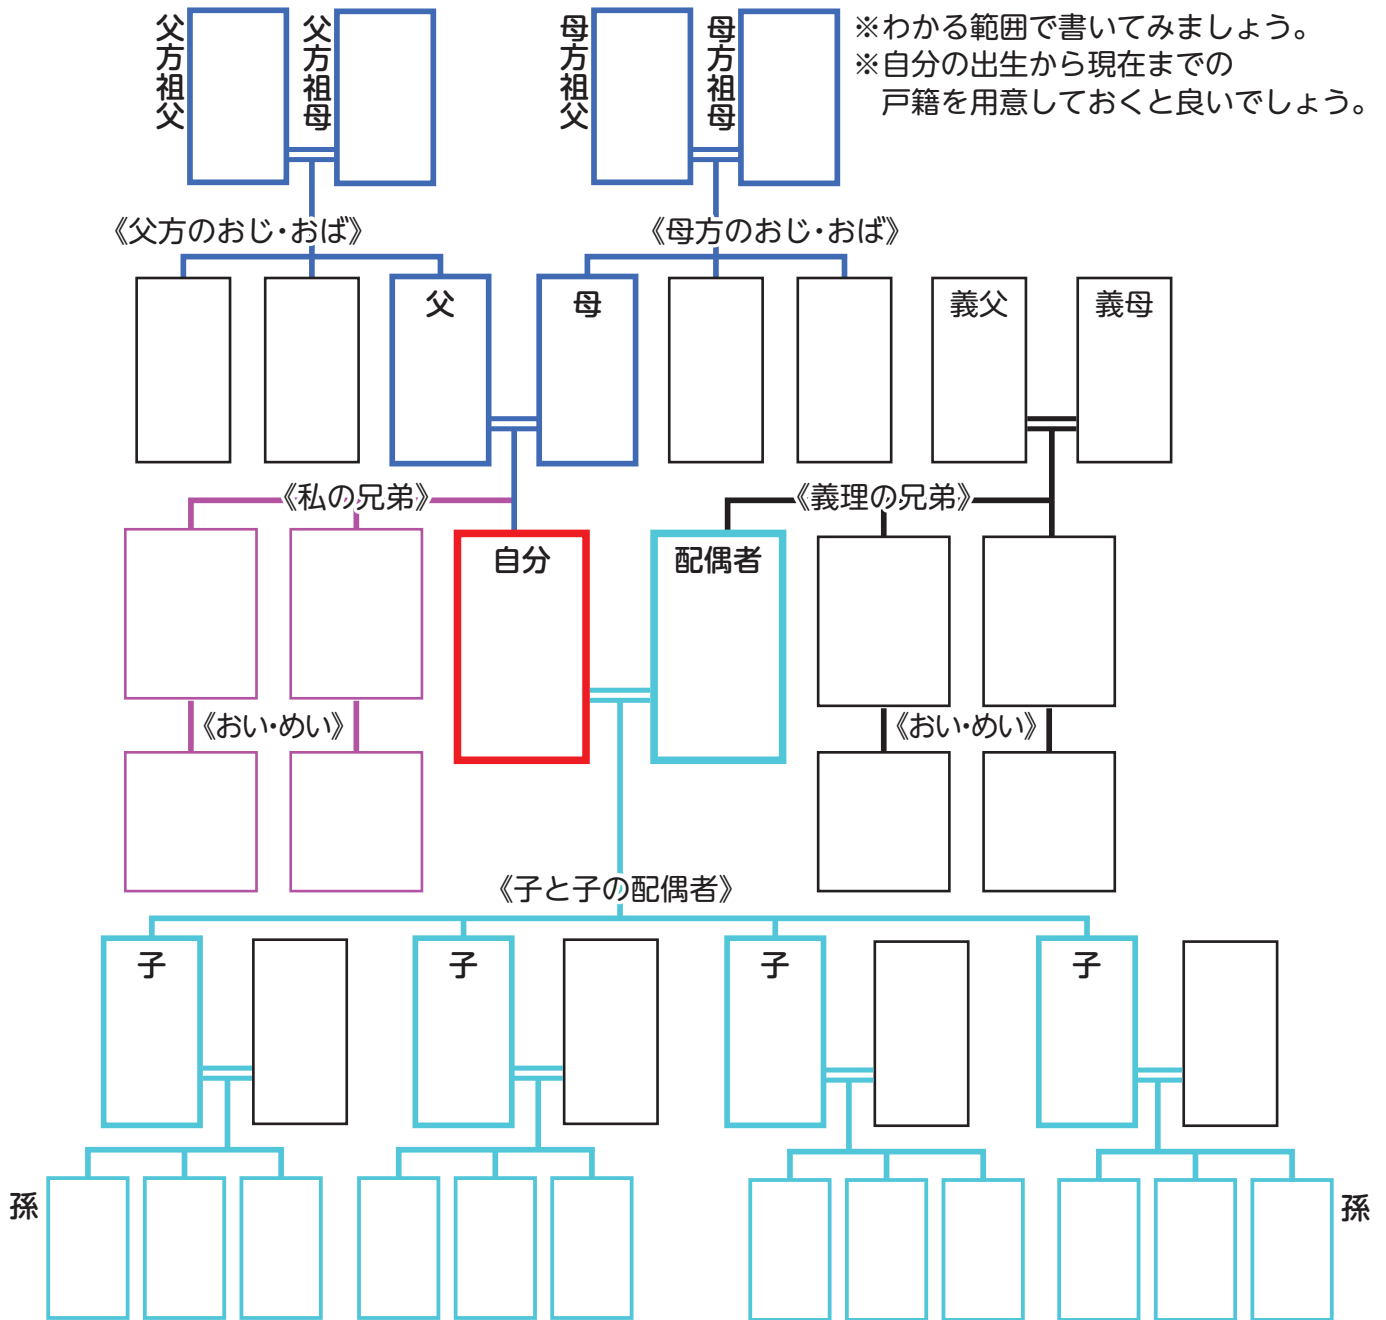 父方祖父
父方祖母
母方祖父
母方祖母
※わかる範囲で書いてみましょう。
※自分の出生から現在までの
戸籍を用意しておくと良いでしょう。
《父方のおじ・おば》
《母方のおじ・おば》
父
母
義父
義母
《私の兄弟》
《義理の兄弟》
自分
配偶者
《おい・めい》
《おい・めい》
《子と子の配偶者》
子
子
子
子
孫
孫